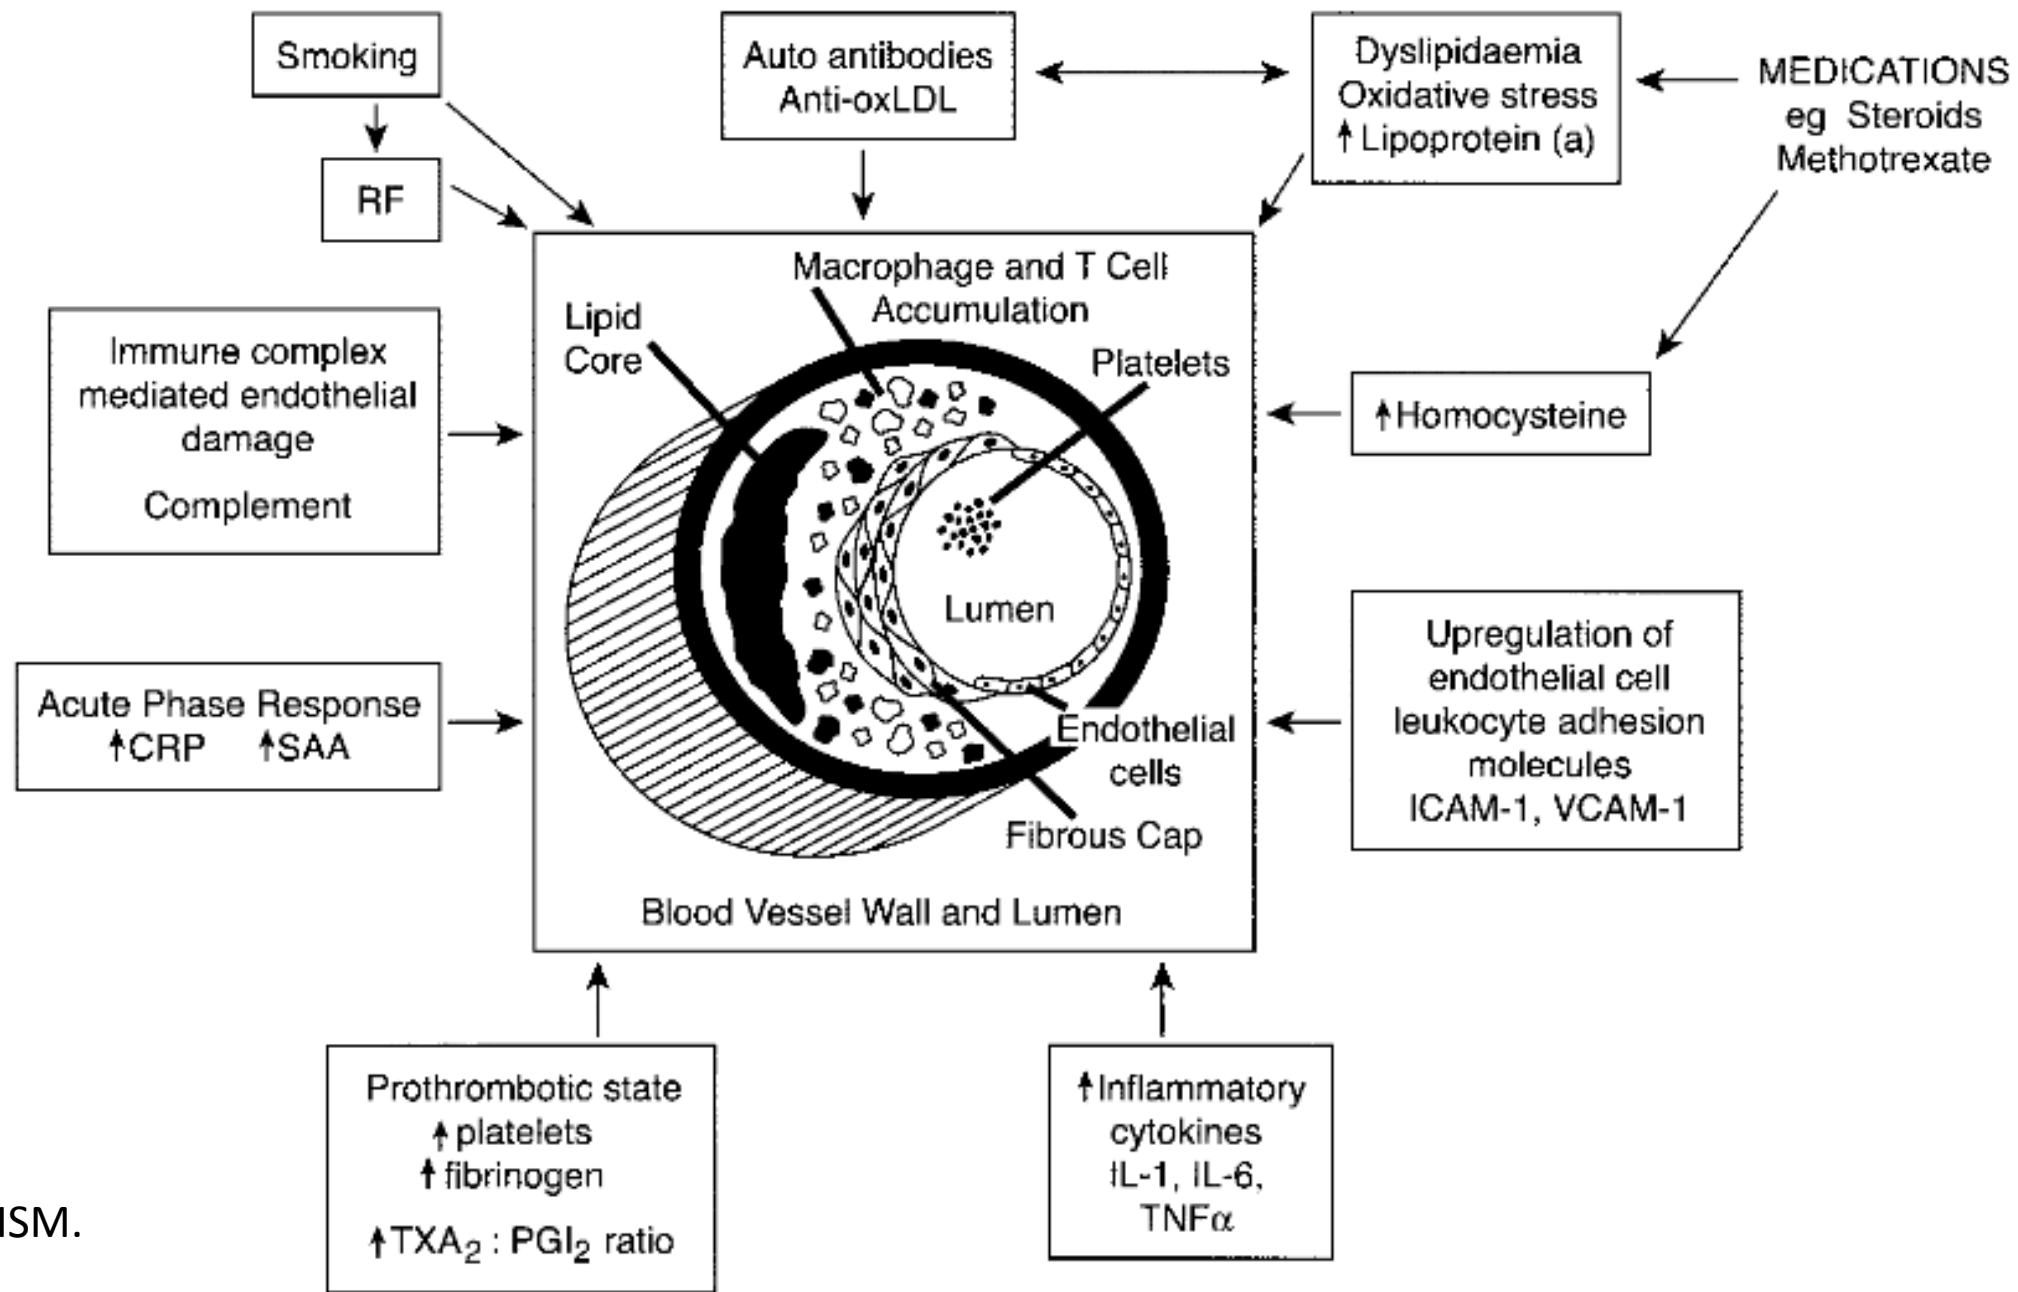 Smoking
RF
Auto antibodies
Anti-oxLDL
Dyslipidaemia
Oxidative stress
↑ Lipoprotein (a)
MEDICATIONS
eg Steroids
Methotrexate
Immune complex
mediated endothelial
damage
Complement
Macrophage and T Cell
Accumulation
Lipid
Core
Platelets
Lumen
Endothelial
cells
Fibrous Cap
Blood Vessel Wall and Lumen
↑Homocysteine
Acute Phase Response
↑CRP ↑SAA
Upregulation of
endothelial cell
leukocyte adhesion
molecules
ICAM-1, VCAM-1
Prothrombotic state
↑platelets
↑fibrinogen
↑TXA₂ : PGI₂ ratio
↑Inflammatory
cytokines
IL-1, IL-6,
TNFα
ISM.